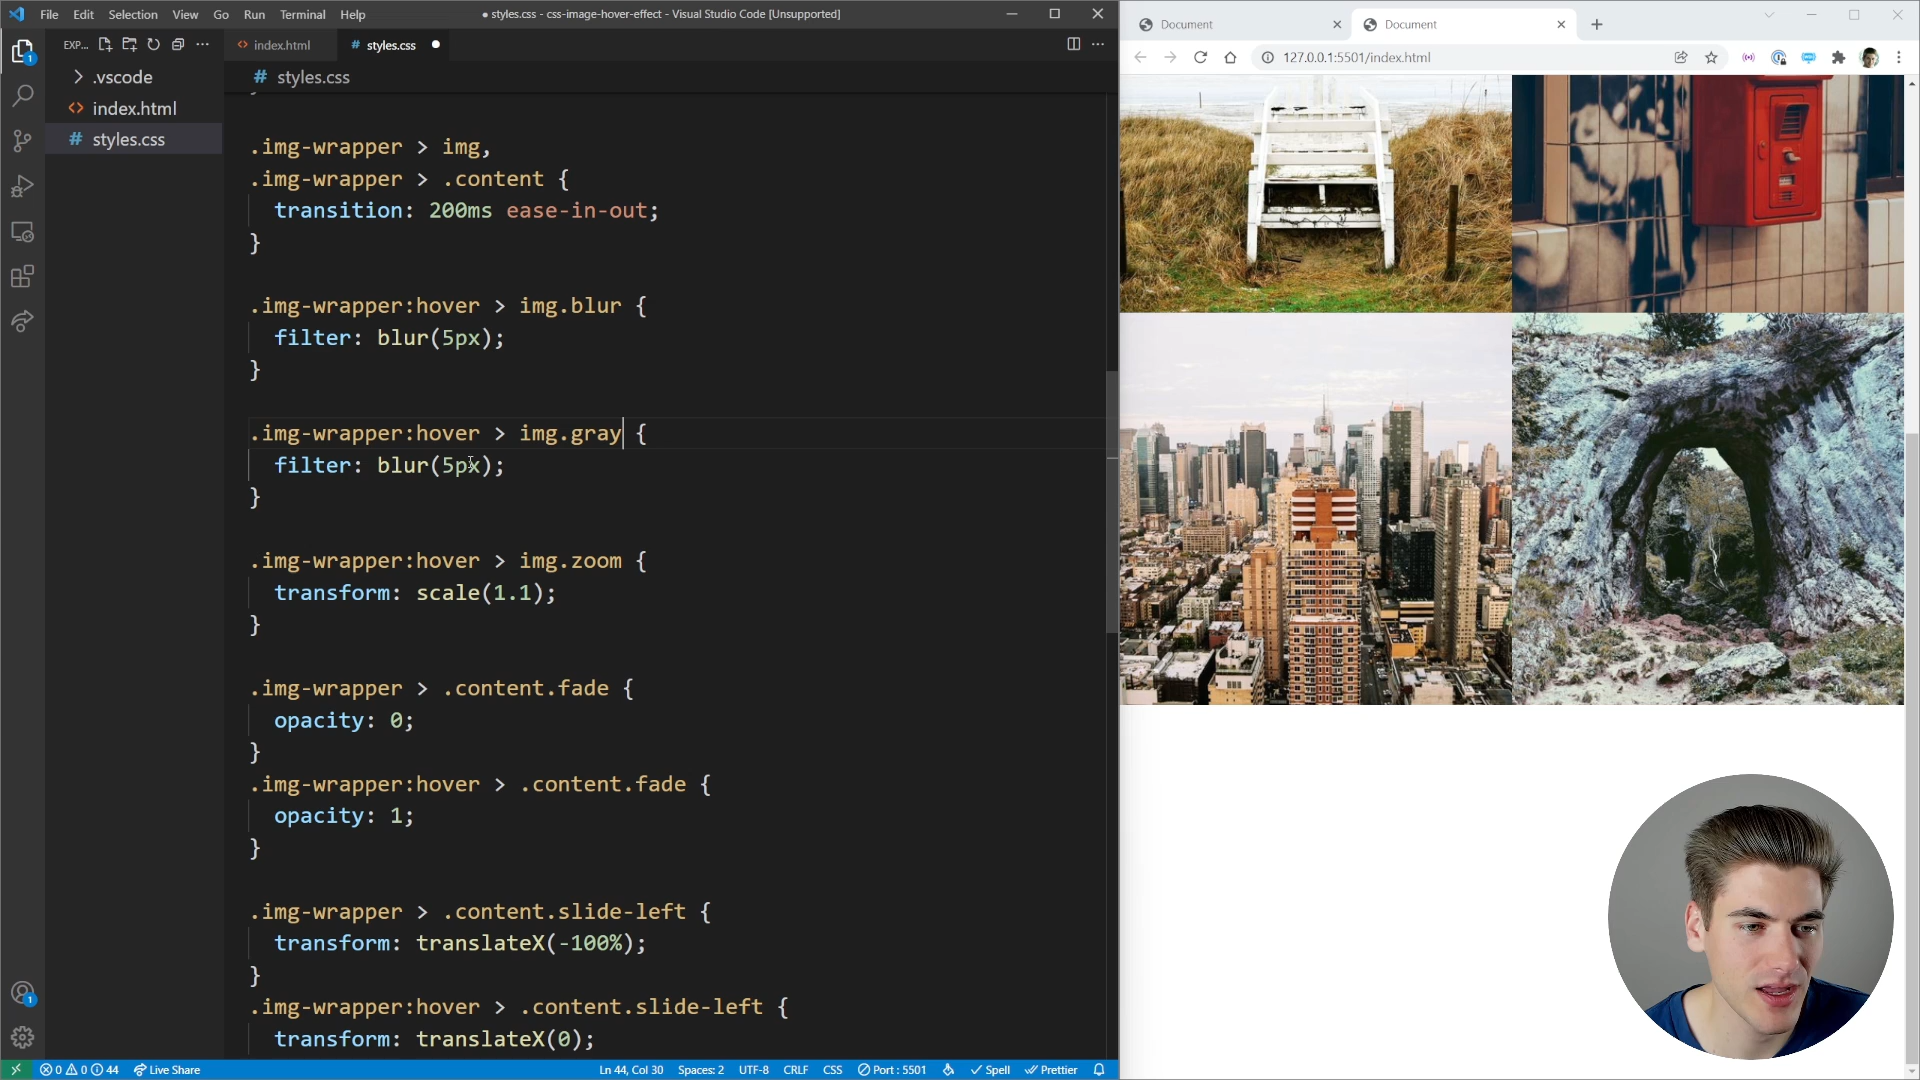 File Edit Selection View Go Run Terminal Help
● styles.css - css-image-hover-effect - Visual Studio Code [Unsupported]
EXP...
index.html
styles.css
.vscode
index.html
styles.css
1
styles.css
}
.img-wrapper > img,
.img-wrapper > .content {
transition: 200ms ease-in-out;
}
.img-wrapper:hover > img.blur {
filter: blur(5px);
}
.img-wrapper:hover > img.gray {
filter: blur(5px);
}
.img-wrapper:hover > img.zoom {
transform: scale(1.1);
}
.img-wrapper > .content.fade {
opacity: 0;
}
.img-wrapper:hover > .content.fade {
opacity: 1;
}
.img-wrapper > .content.slide-left {
transform: translateX(-100%);
}
.img-wrapper:hover > .content.slide-left {
transform: translateX(0);
1
0 0 44 Live Share Ln 44, Col 30 Spaces: 2 UTF-8 CRLF CSS Port : 5501 Spell Prettier
Document
Document
127.0.0.1:5501/index.html